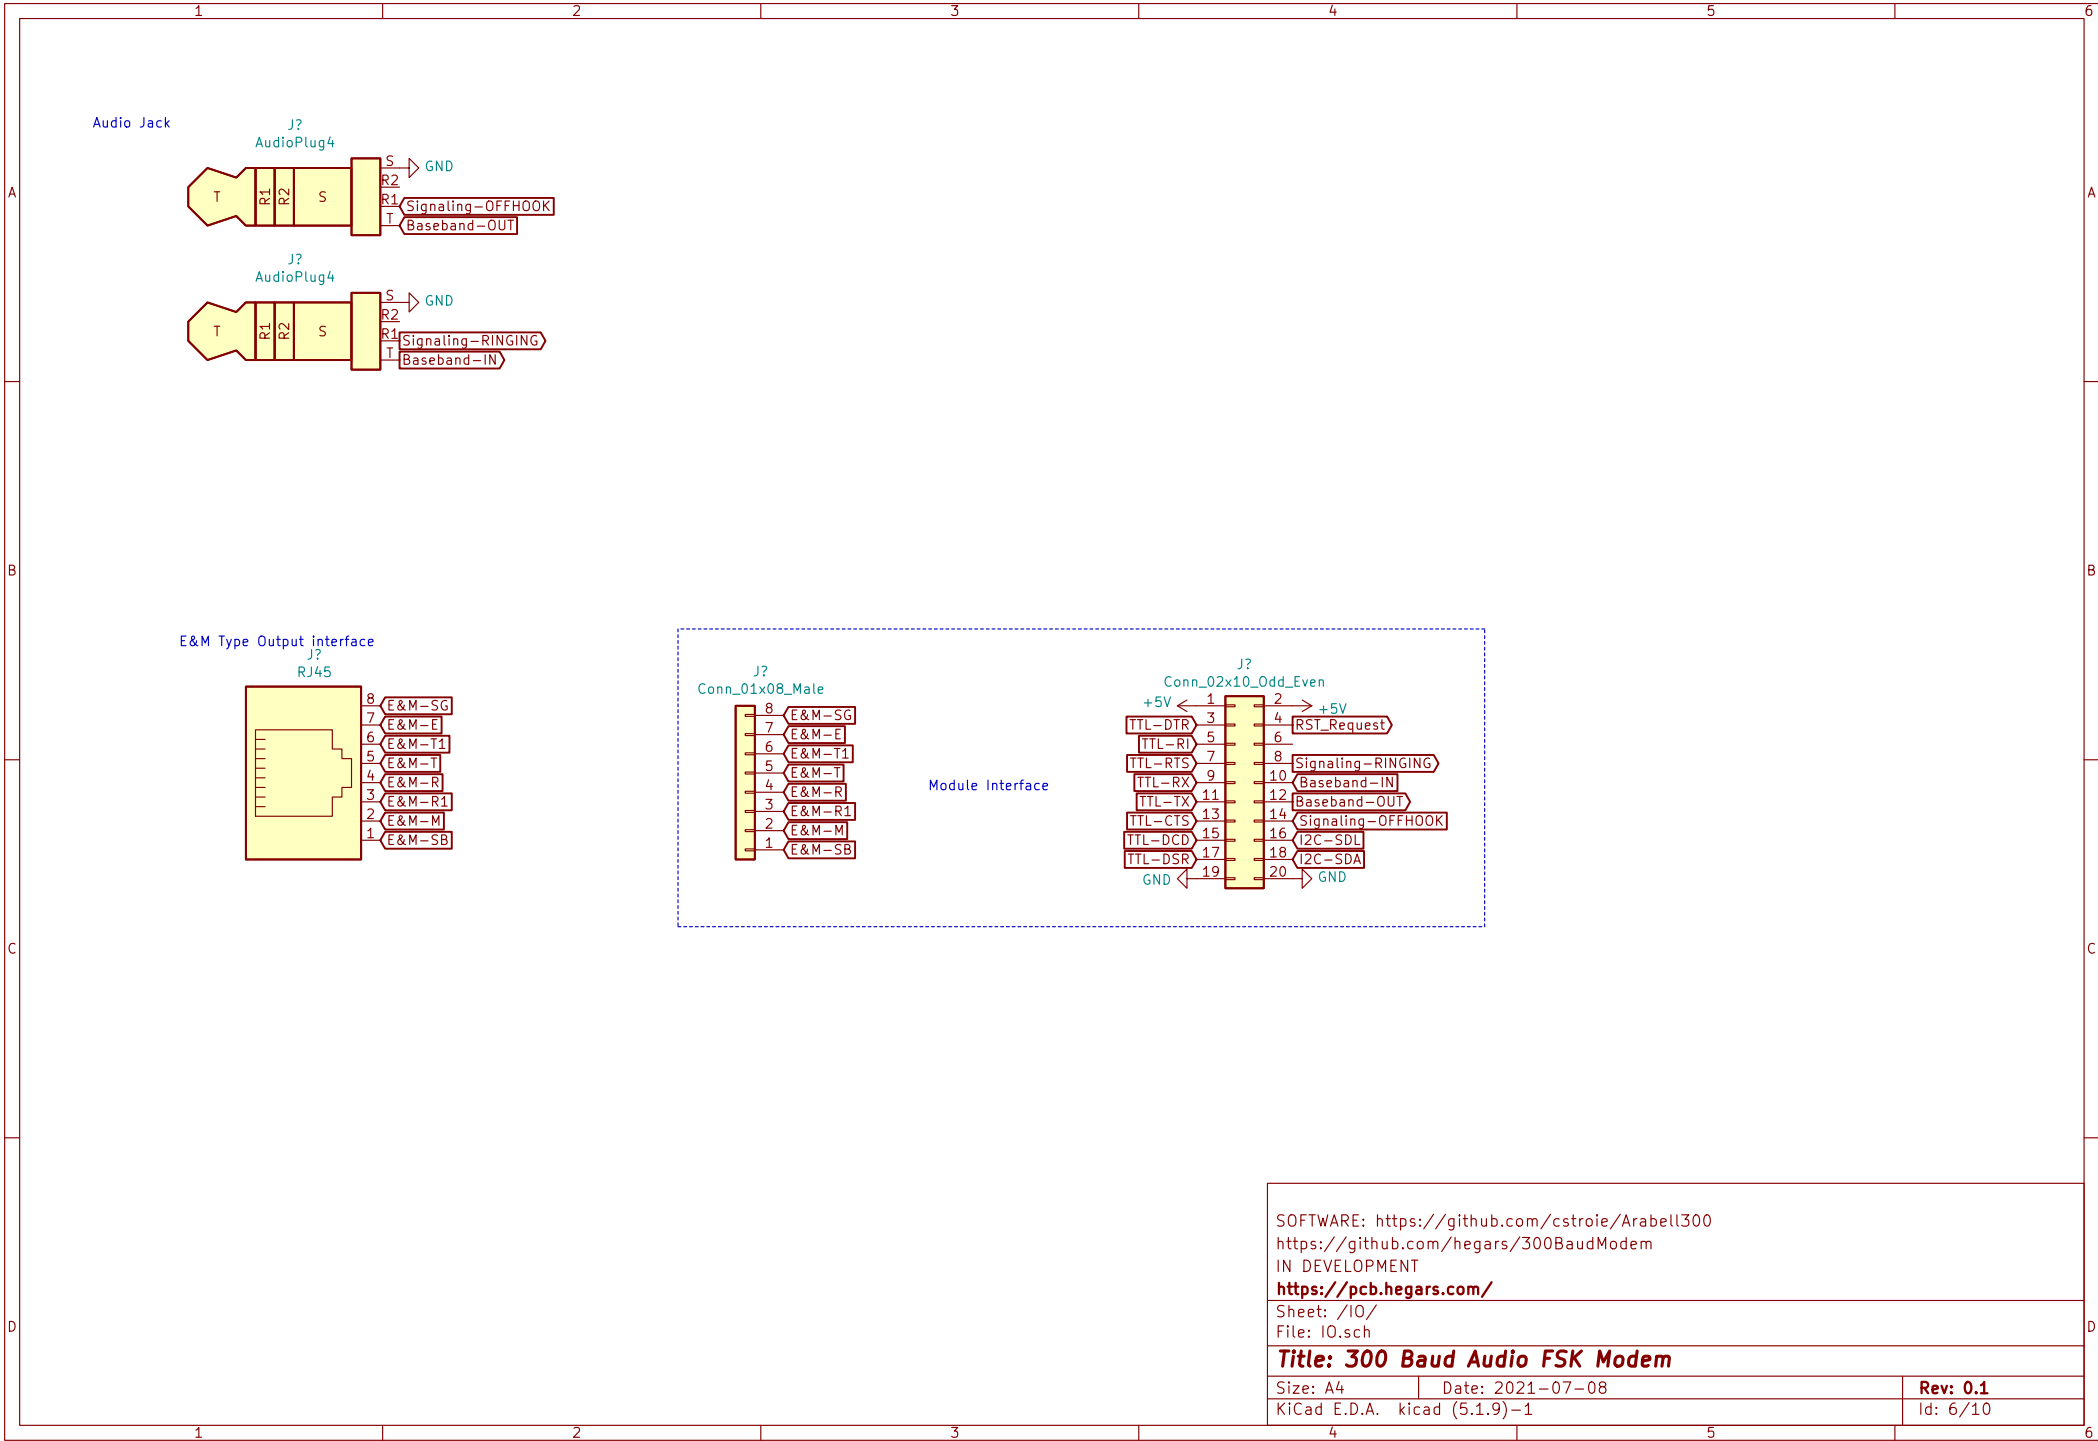 1 2 3 4 5 6
A A
B B
C C
D D
Audio Jack
J?
AudioPlug4
T R1 R2 S
S GND
R2
R1 Signaling-OFFHOOK
T Baseband-OUT
J?
AudioPlug4
T R1 R2 S
S GND
R2
R1 Signaling-RINGING
T Baseband-IN
E&M Type Output interface
J?
RJ45
8 E&M-SG
7 E&M-E
6 E&M-T1
5 E&M-T
4 E&M-R
3 E&M-R1
2 E&M-M
1 E&M-SB
J?
Conn_01x08_Male
8 E&M-SG
7 E&M-E
6 E&M-T1
5 E&M-T
4 E&M-R
3 E&M-R1
2 E&M-M
1 E&M-SB
Module Interface
J?
Conn_02x10_Odd_Even
+5V 1 2 +5V
TTL-DTR 3 4 RST_Request
TTL-RI 5 6
TTL-RTS 7 8 Signaling-RINGING
TTL-RX 9 10 Baseband-IN
TTL-TX 11 12 Baseband-OUT
TTL-CTS 13 14 Signaling-OFFHOOK
TTL-DCD 15 16 I2C-SDL
TTL-DSR 17 18 I2C-SDA
GND 19 20 GND
SOFTWARE: https://github.com/cstroie/Arabell300
https://github.com/hegars/300BaudModem
IN DEVELOPMENT
https://pcb.hegars.com/
Sheet: /IO/
File: IO.sch
Title: 300 Baud Audio FSK Modem
Size: A4 Date: 2021-07-08 Rev: 0.1
KiCad E.D.A. kicad (5.1.9)-1 Id: 6/10
1 2 3 4 5 6